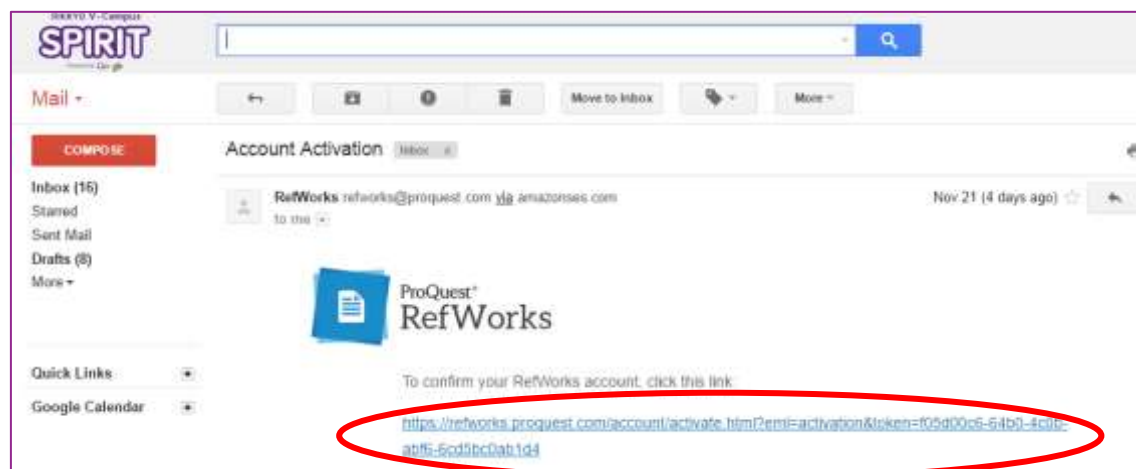 RIKKYO V-Campus
SPIRIT
Mail
Move to Inbox
More
COMPOSE
Account Activation Inbox x
Inbox (16)
Starred
Sent Mail
Drafts (8)
More
RefWorks refworks@proquest.com via amazonses.com
to me
Nov 21 (4 days ago)
ProQuest
RefWorks
Quick Links
Google Calendar
To confirm your RefWorks account, click this link:
https://refworks.proquest.com/account/activate.html?eml=activation&token=f05d00c6-64b0-4c0b-
abf6-6cd5bc0ab1d4